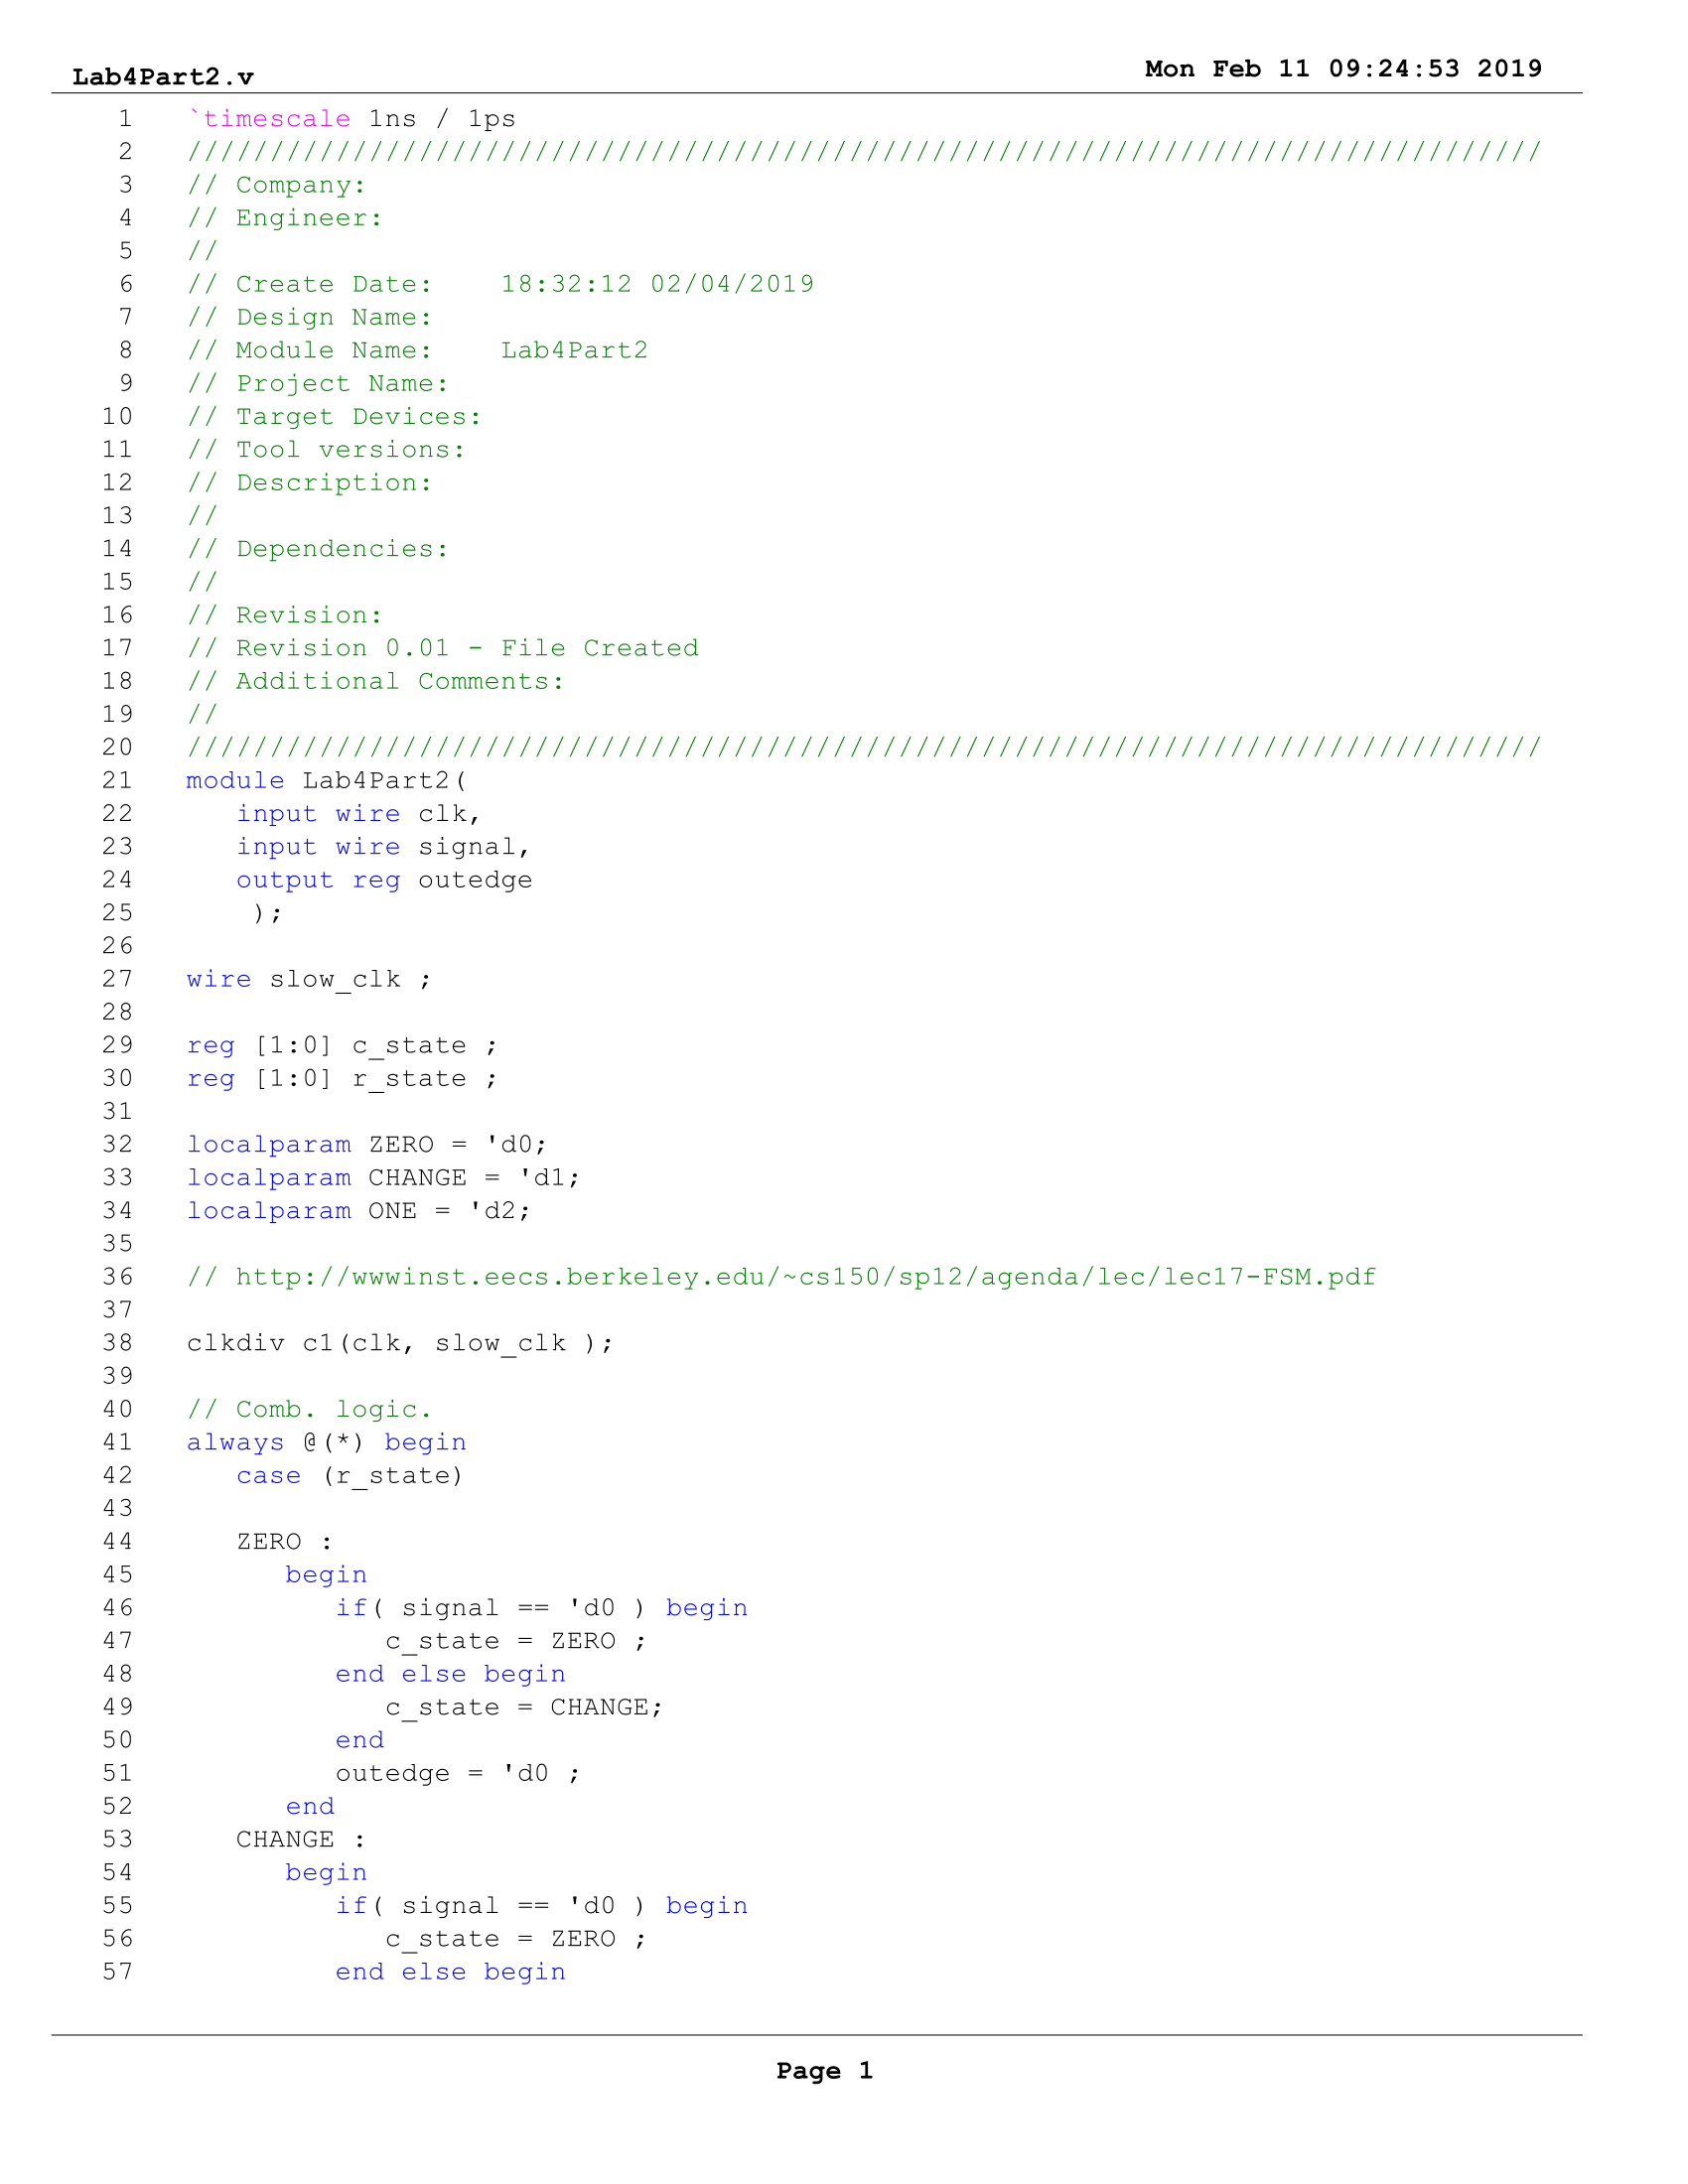 Lab4Part2.v
Mon Feb 11 09:24:53 2019
1 `timescale 1ns / 1ps
2 //////////////////////////////////////////////////////////////////////////////////
3 // Company:
4 // Engineer:
5 //
6 // Create Date:    18:32:12 02/04/2019
7 // Design Name:
8 // Module Name:    Lab4Part2
9 // Project Name:
10 // Target Devices:
11 // Tool versions:
12 // Description:
13 //
14 // Dependencies:
15 //
16 // Revision:
17 // Revision 0.01 - File Created
18 // Additional Comments:
19 //
20 //////////////////////////////////////////////////////////////////////////////////
21 module Lab4Part2(
22    input wire clk,
23    input wire signal,
24    output reg outedge
25     );
26
27 wire slow_clk ;
28
29 reg [1:0] c_state ;
30 reg [1:0] r_state ;
31
32 localparam ZERO = 'd0;
33 localparam CHANGE = 'd1;
34 localparam ONE = 'd2;
35
36 // http://wwwinst.eecs.berkeley.edu/~cs150/sp12/agenda/lec/lec17-FSM.pdf
37
38 clkdiv c1(clk, slow_clk );
39
40 // Comb. logic.
41 always @(*) begin
42    case (r_state)
43
44    ZERO :
45       begin
46          if( signal == 'd0 ) begin
47             c_state = ZERO ;
48          end else begin
49             c_state = CHANGE;
50          end
51          outedge = 'd0 ;
52       end
53    CHANGE :
54       begin
55          if( signal == 'd0 ) begin
56             c_state = ZERO ;
57          end else begin
Page 1